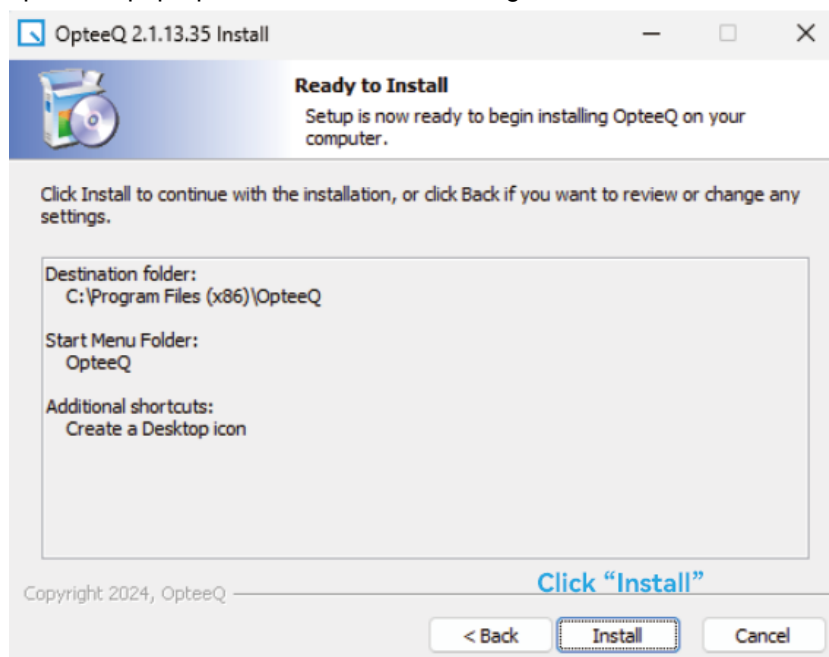 OpteeQ 2.1.13.35 Install
Ready to Install
Setup is now ready to begin installing OpteeQ on your
computer.
Click Install to continue with the installation, or click Back if you want to review or change any
settings.
Destination folder:
C:\Program Files (x86)\OpteeQ
Start Menu Folder:
OpteeQ
Additional shortcuts:
Create a Desktop icon
Click “Install”
Copyright 2024, OpteeQ
< Back Install Cancel